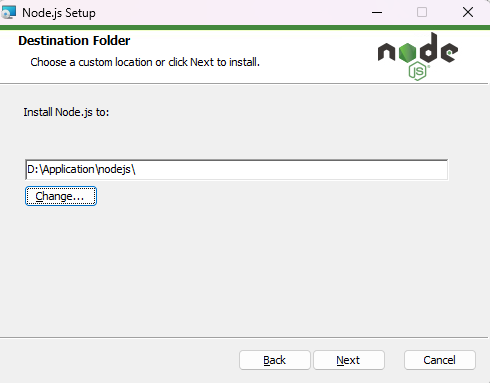 Node.js Setup
Destination Folder
Choose a custom location or click Next to install.
node
JS
Install Node.js to:
D:\Application\nodejs\
Change...
Back
Next
Cancel